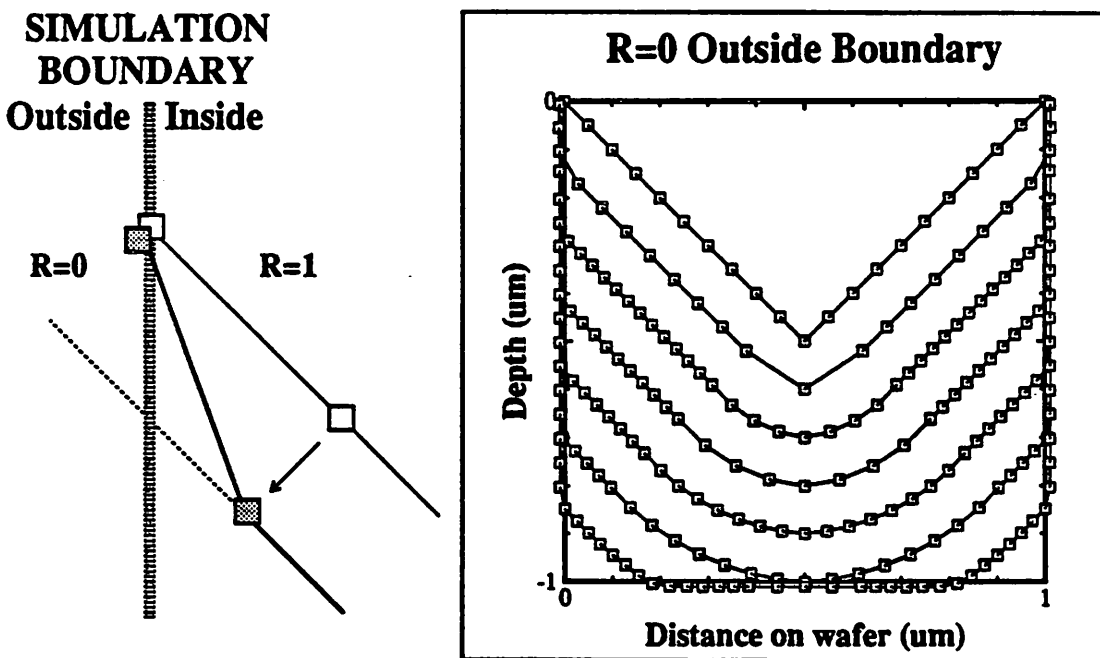 SIMULATION
BOUNDARY
Outside Inside
R=0
R=1
R=0 Outside Boundary
0
Depth (um)
-1
0
1
Distance on wafer (um)